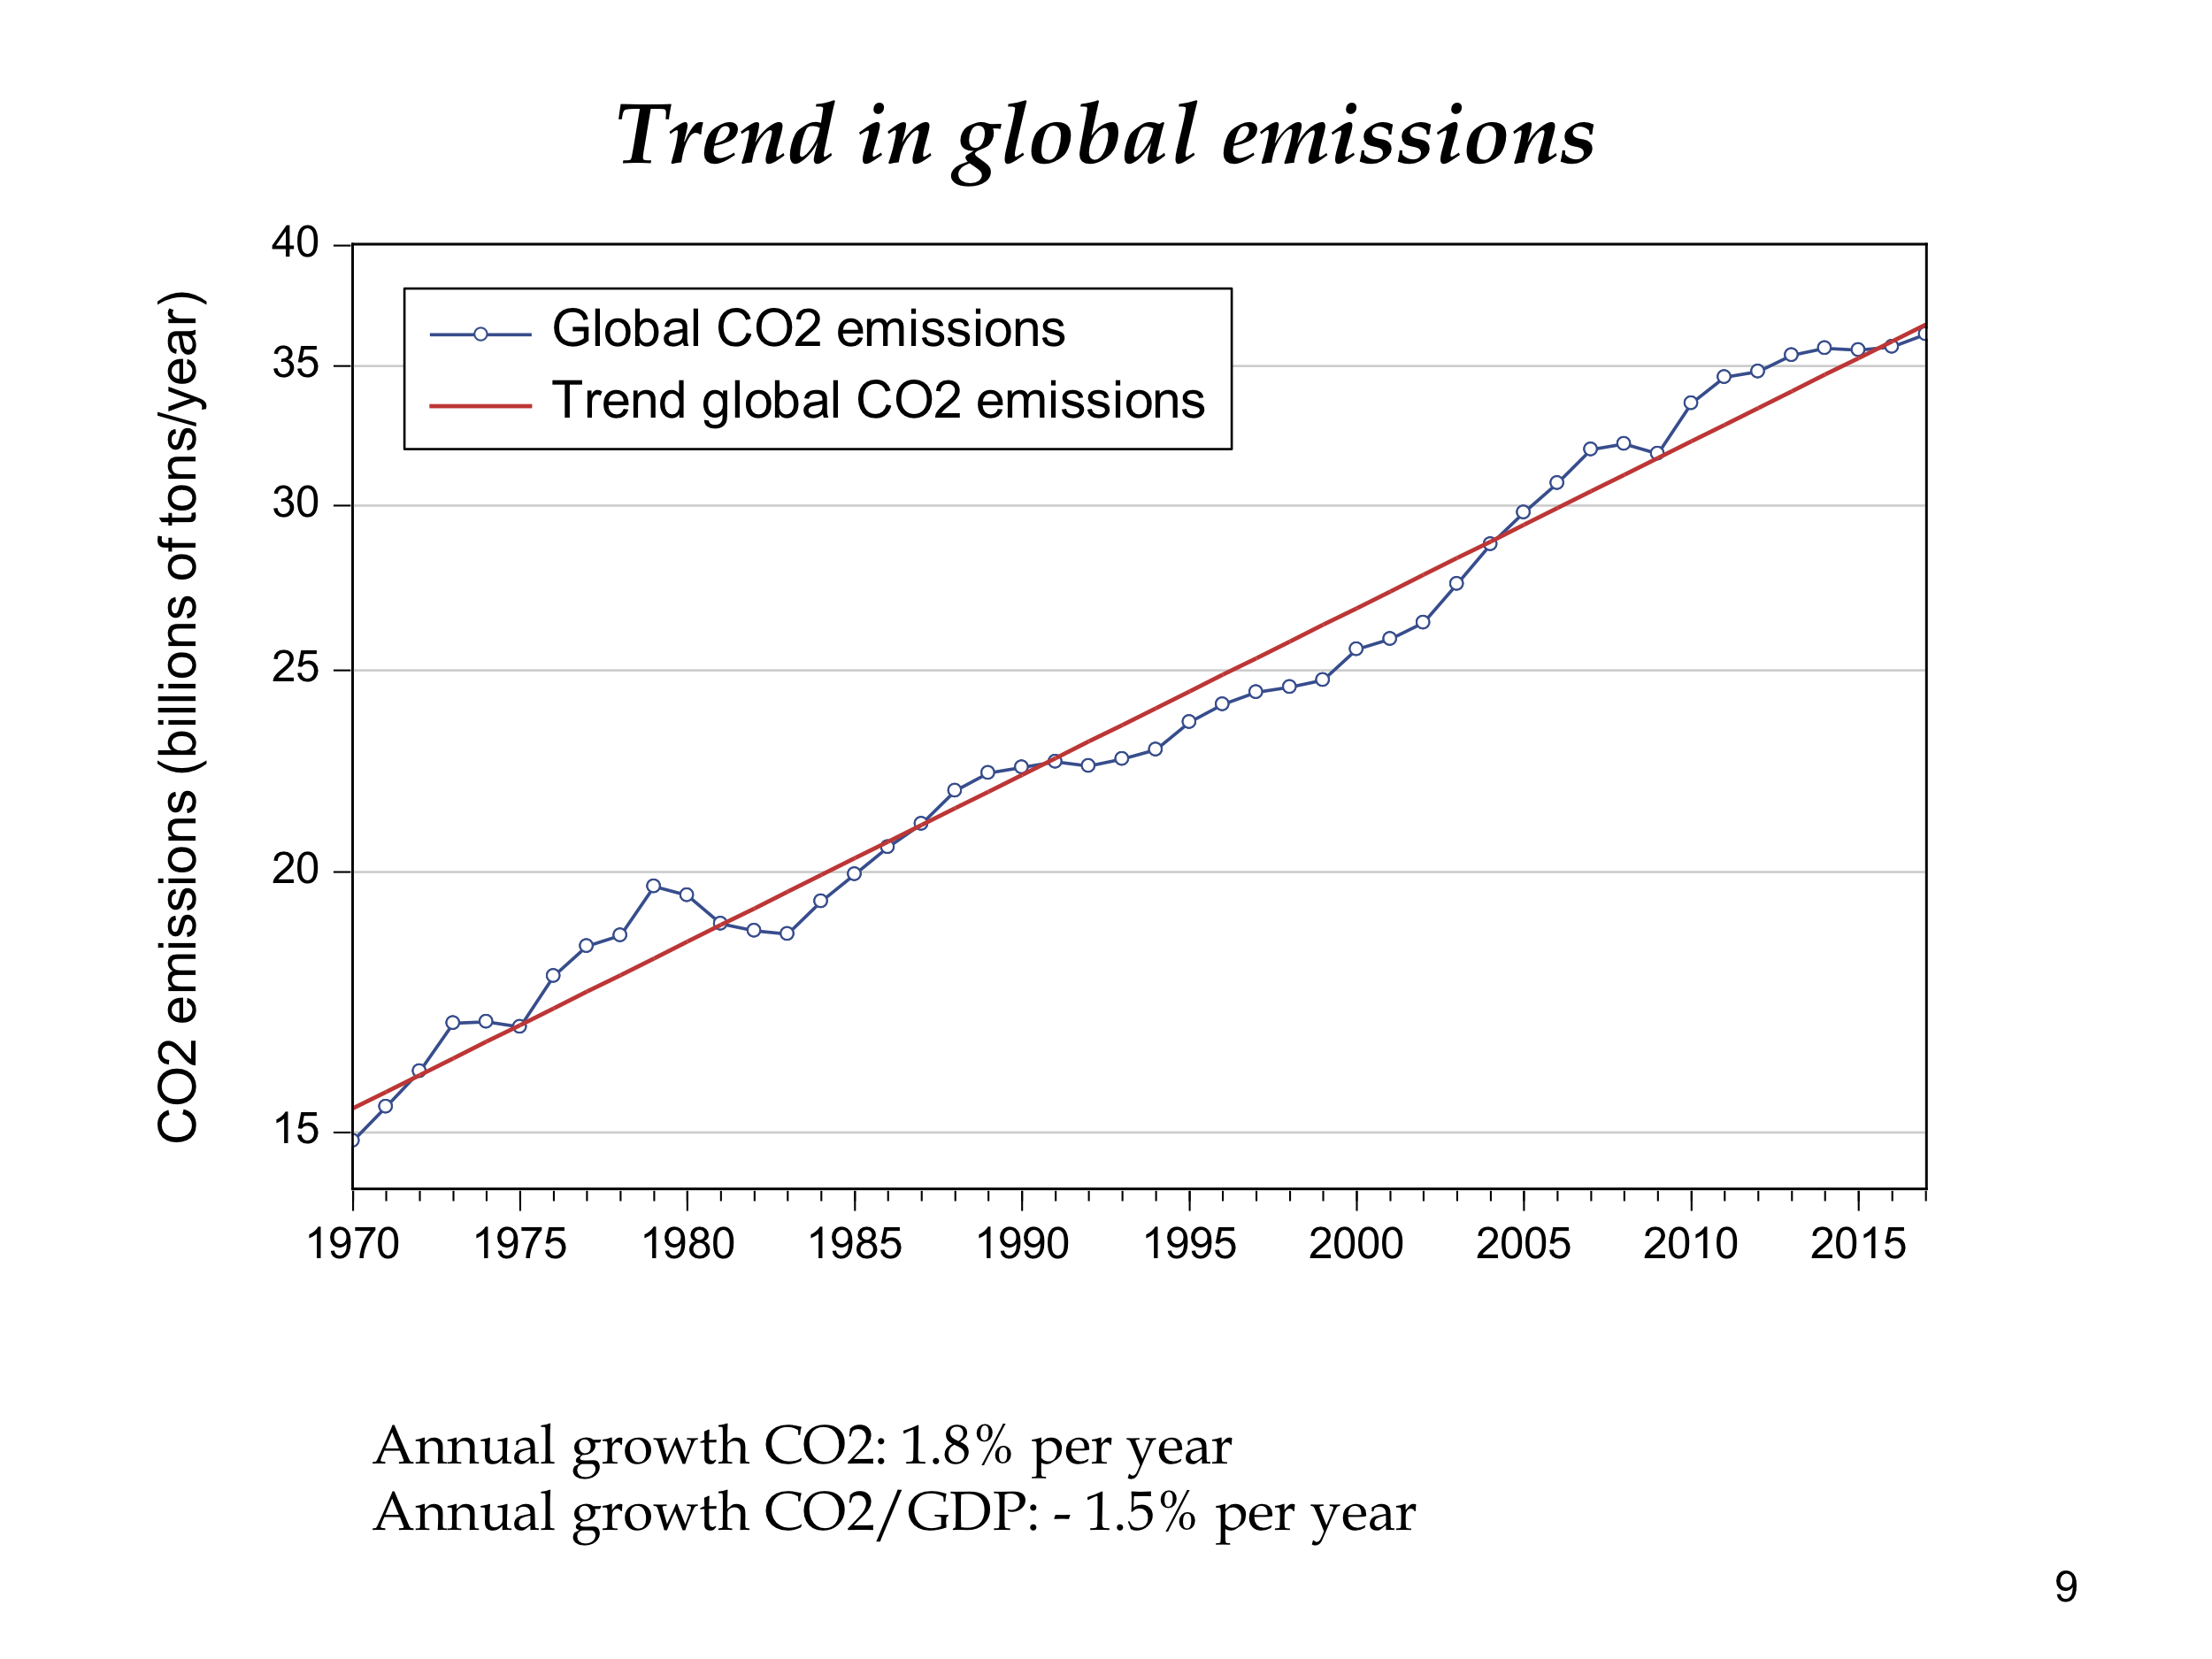 Trend in global emissions
CO2 emissions (billions of tons/year)
40
35
30
25
20
15
Global CO2 emissions
Trend global CO2 emissions
1970 1975 1980 1985 1990 1995 2000 2005 2010 2015
Annual growth CO2: 1.8% per year
Annual growth CO2/GDP: - 1.5% per year
9